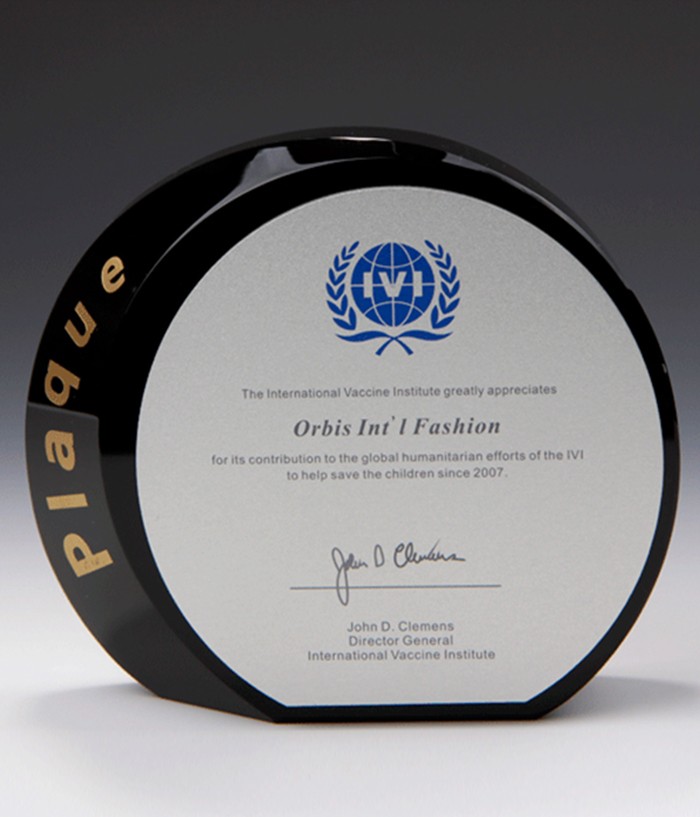 Plaque
IVI
The International Vaccine Institute greatly appreciates
Orbis Int'l Fashion
for its contribution to the global humanitarian efforts of the IVI
to help save the children since 2007.
John D Clemens
John D. Clemens
Director General
International Vaccine Institute